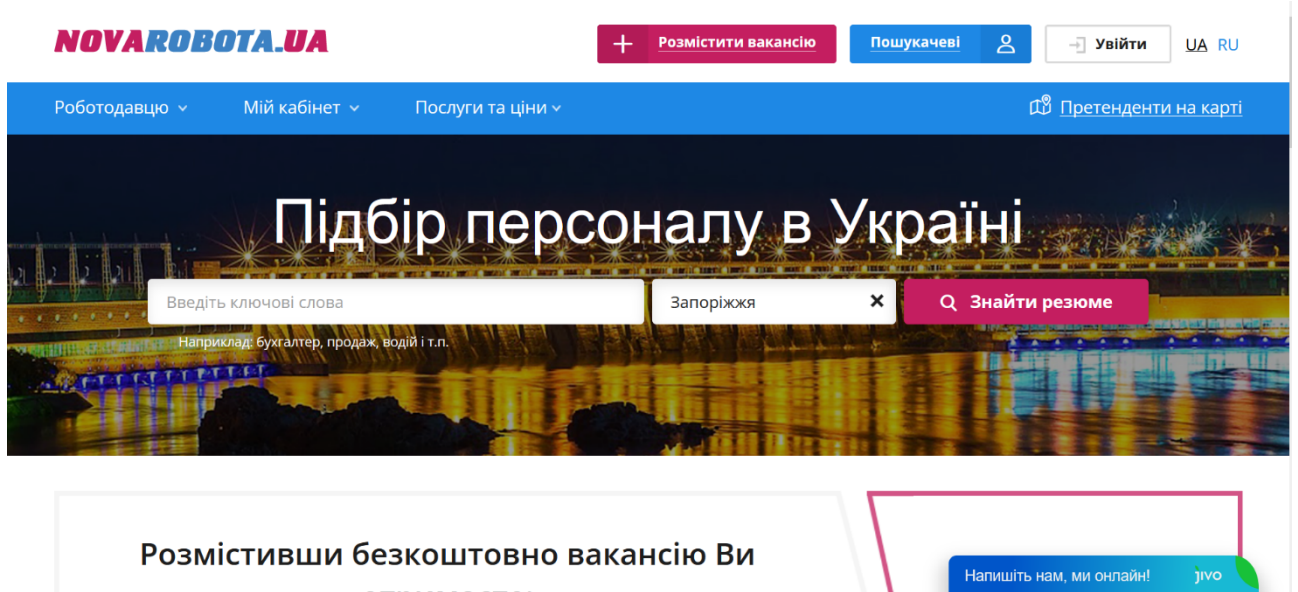 NOVAROBOTA.UA
Розмістити вакансію
Пошукачеві
Увійти
UA RU
Роботодавцю
Мій кабінет
Послуги та ціни
Претенденти на карті
Підбір персоналу в Україні
Введіть ключові слова
Запоріжжя
Знайти резюме
Наприклад: бухгалтер, продаж, водій і т.п.
Розмістивши безкоштовно вакансію Ви
Напишіть нам, ми онлайн! jivo